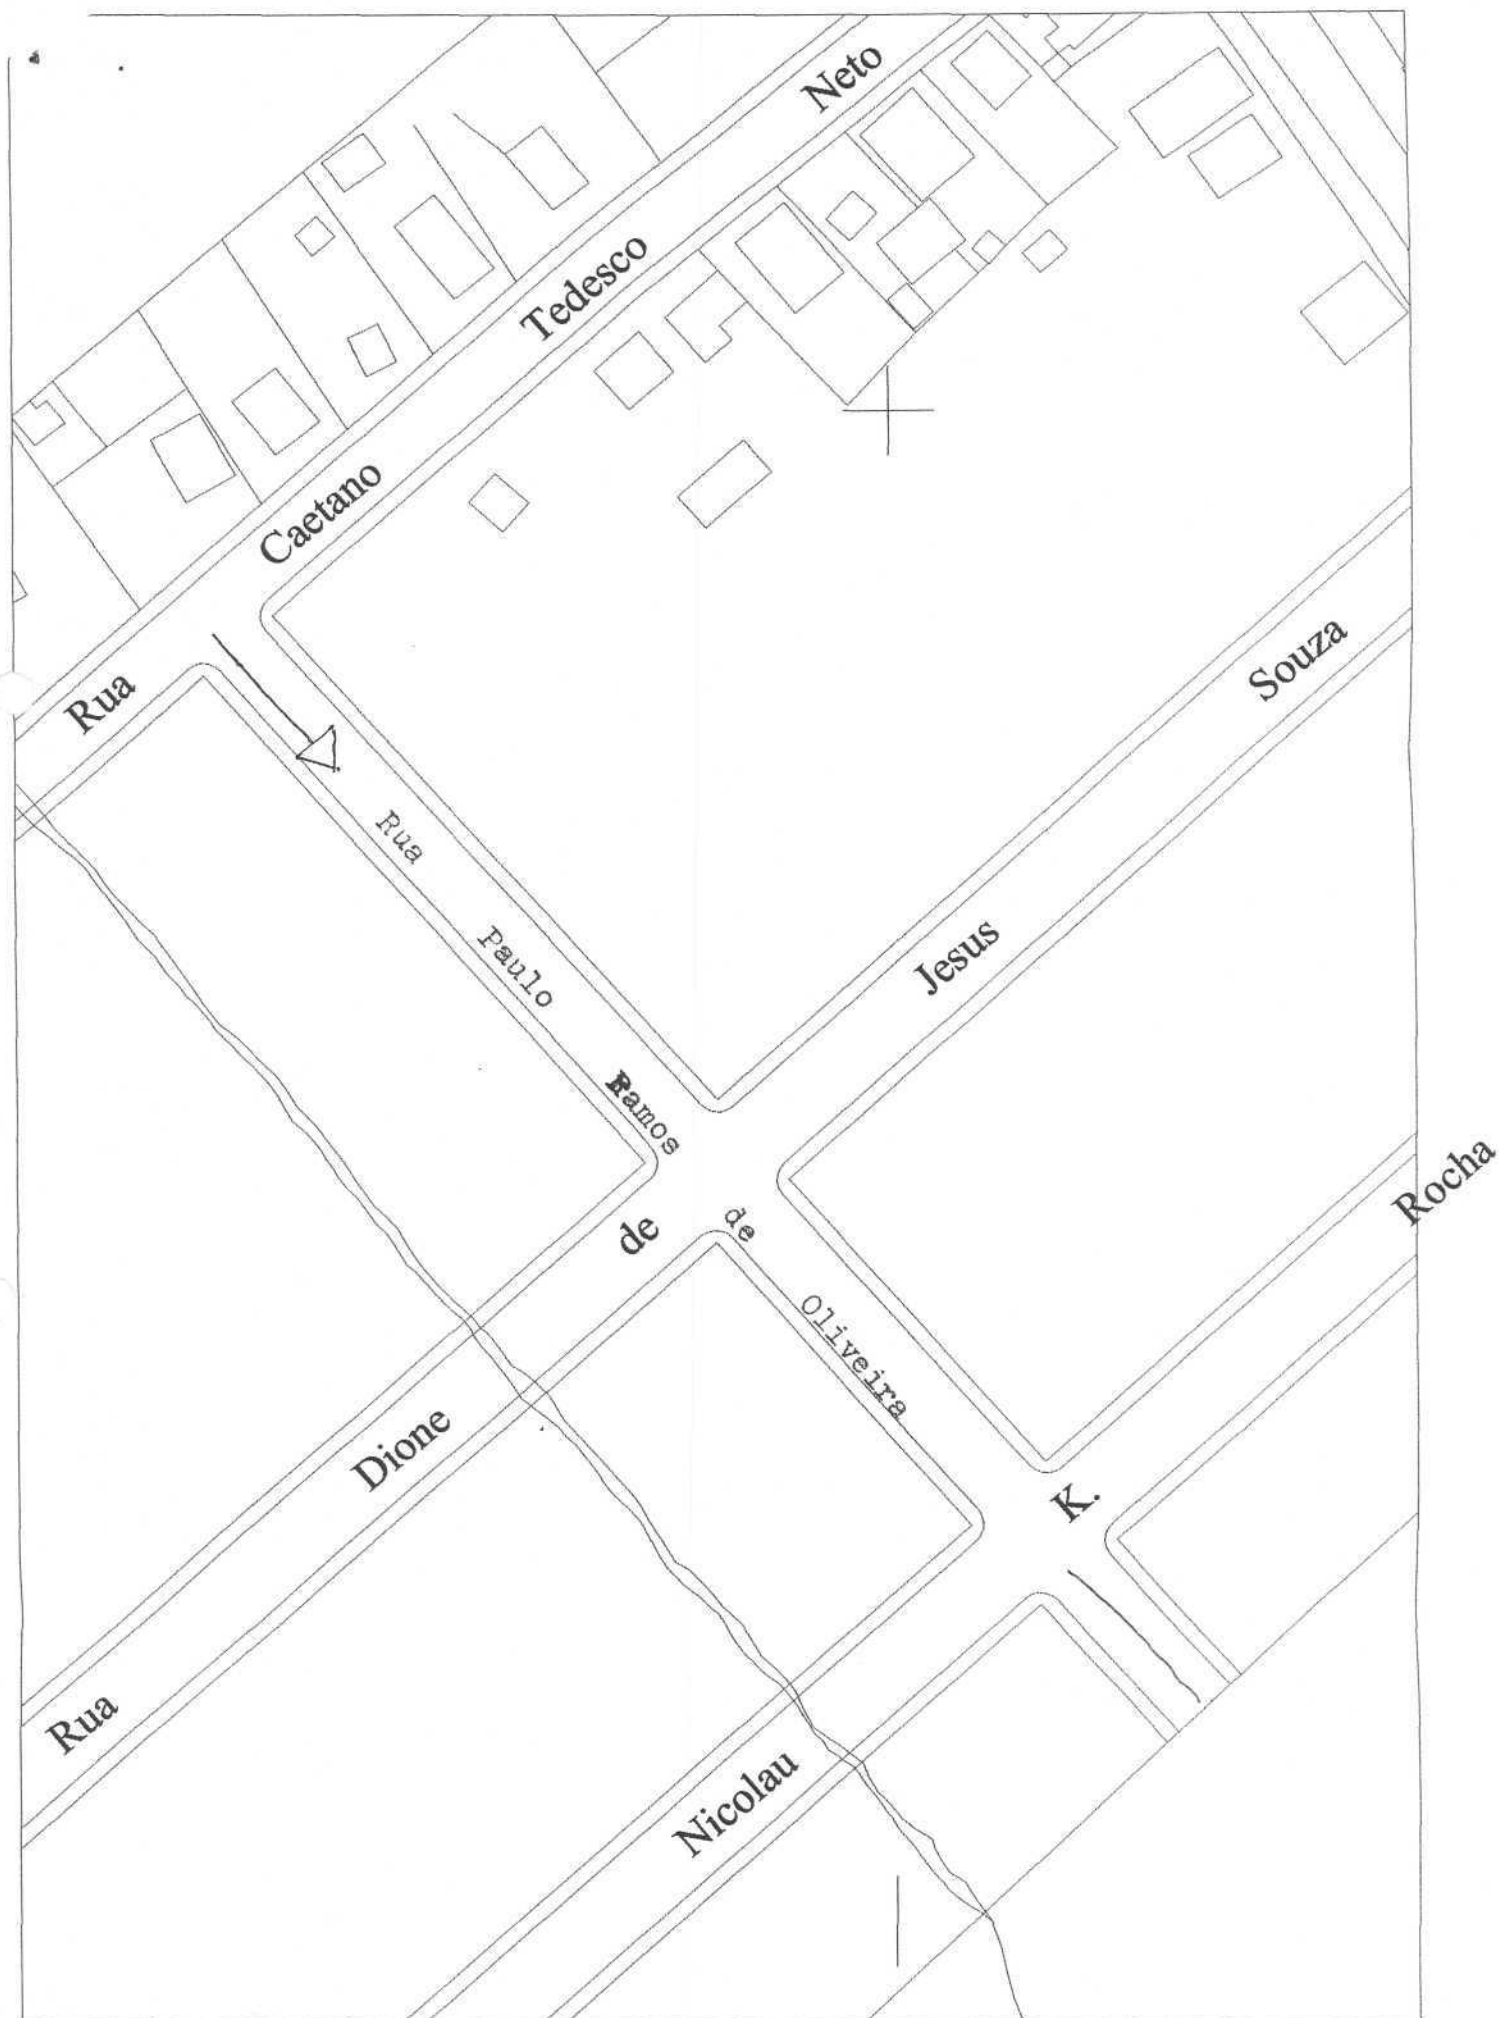 Rua Caetano Tedesco Neto
Rua Paulo Ramos de Oliveira
Rua Dione de Jesus Souza
Nicolau K. Rocha